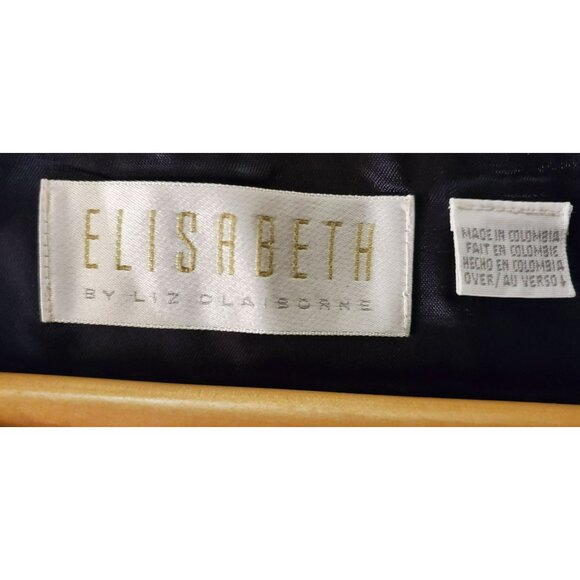 ELISABETH
BY LIZ CLAIBORNE
MADE IN COLOMBIA
FAIT EN COLOMBIE
HECHO EN COLOMBIA
OVER/AU VERSO